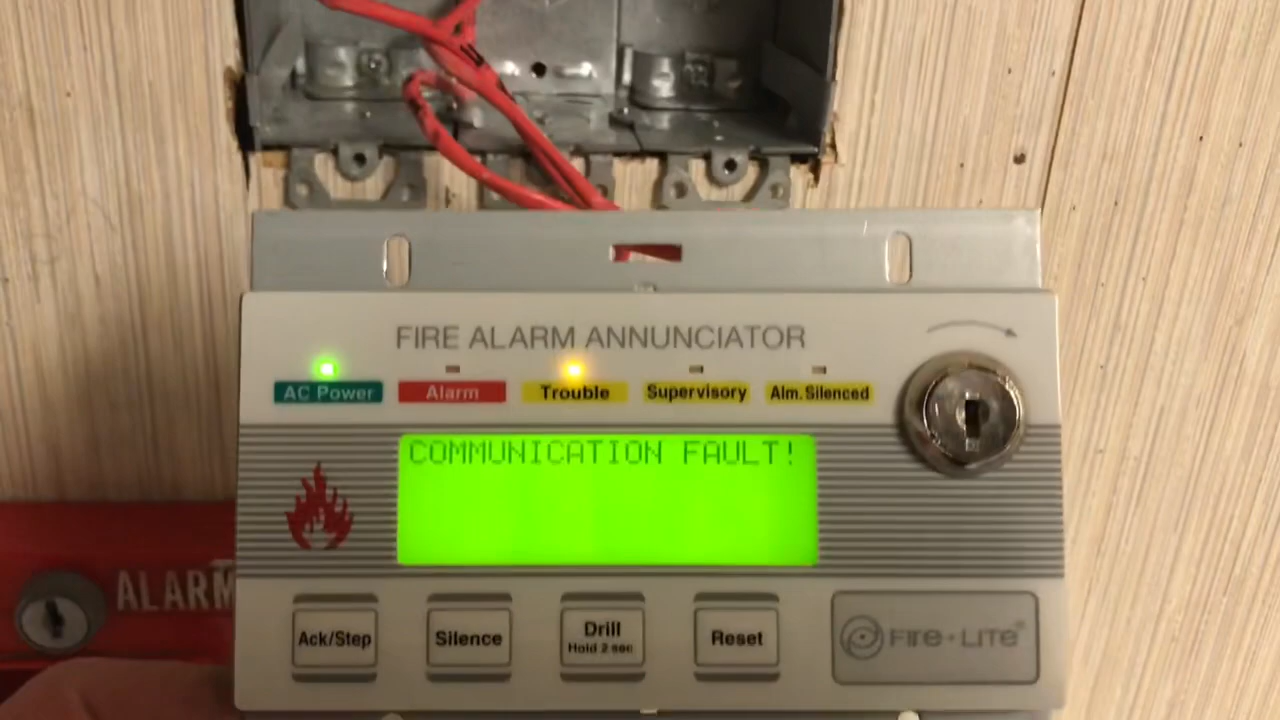 FIRE ALARM ANNUNCIATOR
AC Power Alarm Trouble Supervisory Alm. Silenced
COMMUNICATION FAULT!
ALARM
Ack/Step Silence Drill Reset
Hold 2 sec
FIRE•LITE®